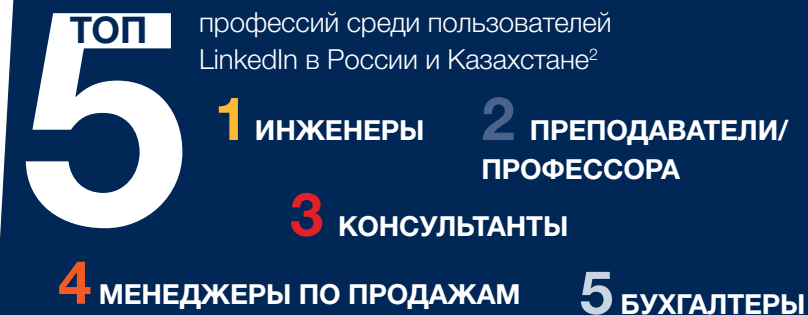 ТОП
5
профессий среди пользователей
LinkedIn в России и Казахстане²
1 ИНЖЕНЕРЫ
2 ПРЕПОДАВАТЕЛИ/
ПРОФЕССОРА
3 КОНСУЛЬТАНТЫ
4 МЕНЕДЖЕРЫ ПО ПРОДАЖАМ
5 БУХГАЛТЕРЫ